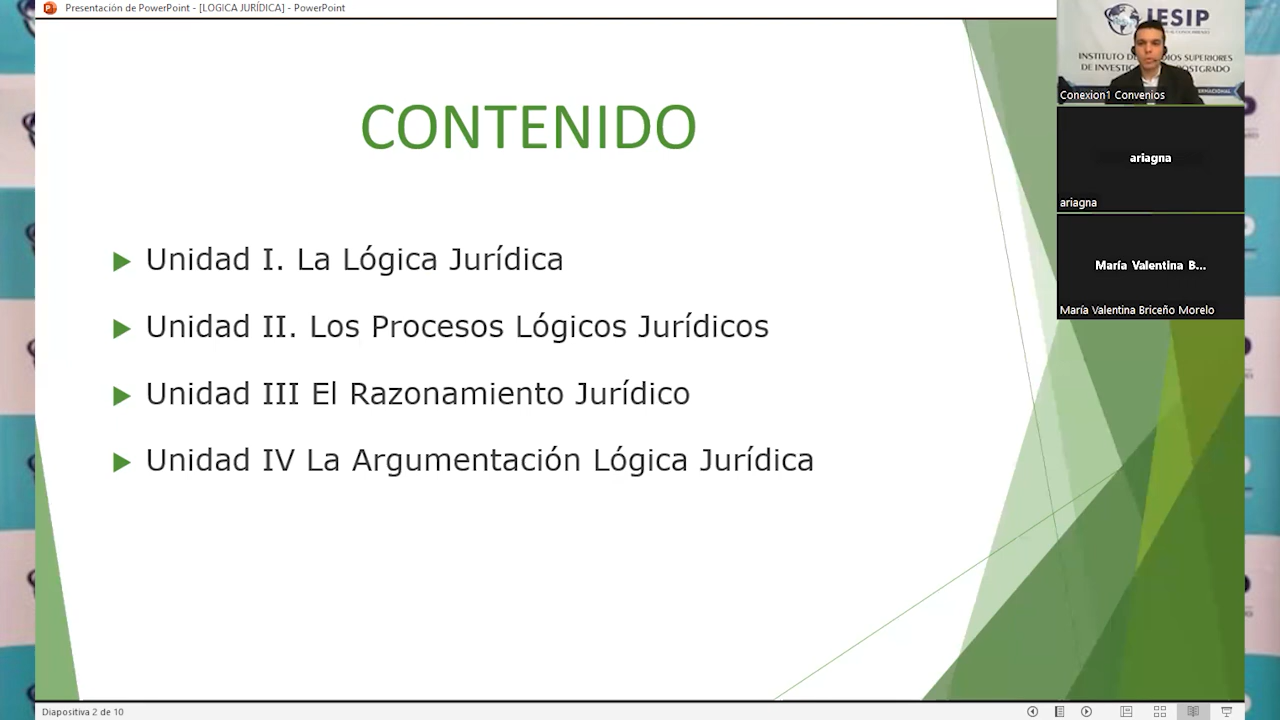 Presentación de PowerPoint - [LOGICA JURÍDICA] - PowerPoint
CONTENIDO
Unidad I. La Lógica Jurídica
Unidad II. Los Procesos Lógicos Jurídicos
Unidad III El Razonamiento Jurídico
Unidad IV La Argumentación Lógica Jurídica
IESIP
INSTITUTO DE
SUPERIORES
DE INVESTIG
POSTGRADO
Conexion1 Convenios
ariagna
ariagna
María Valentina B...
María Valentina Briceño Morelo
Diapositiva 2 de 10